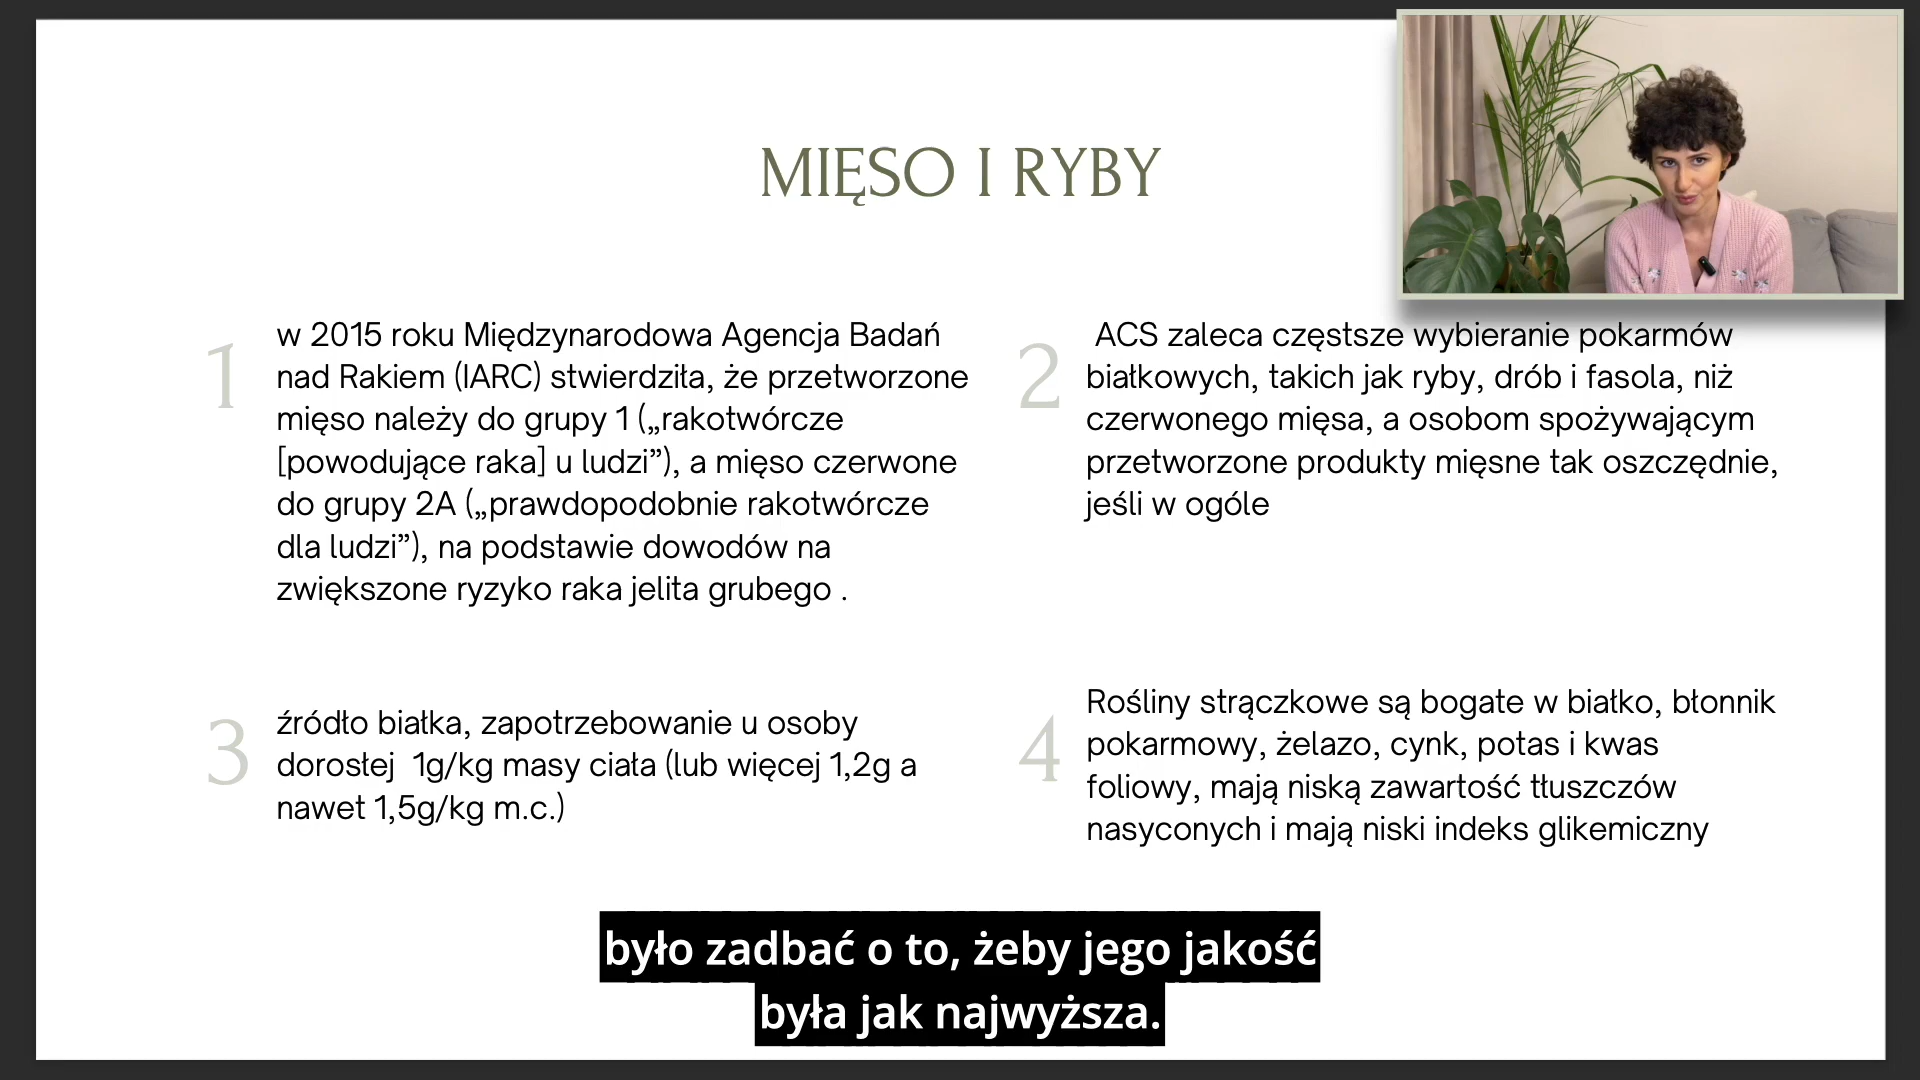 MIĘSO I RYBY
1
w 2015 roku Międzynarodowa Agencja Badań
nad Rakiem (IARC) stwierdziła, że przetworzone
mięso należy do grupy 1 („rakotwórcze
[powodujące raka] u ludzi”), a mięso czerwone
do grupy 2A („prawdopodobnie rakotwórcze
dla ludzi”), na podstawie dowodów na
zwiększone ryzyko raka jelita grubego .
2
ACS zaleca częstsze wybieranie pokarmów
białkowych, takich jak ryby, drób i fasola, niż
czerwonego mięsa, a osobom spożywającym
przetworzone produkty mięsne tak oszczędnie,
jeśli w ogóle
3
źródło białka, zapotrzebowanie u osoby
dorosłej 1g/kg masy ciała (lub więcej 1,2g a
nawet 1,5g/kg m.c.)
4
Rośliny strączkowe są bogate w białko, błonnik
pokarmowy, żelazo, cynk, potas i kwas
foliowy, mają niską zawartość tłuszczów
nasyconych i mają niski indeks glikemiczny
było zadbać o to, żeby jego jakość
była jak najwyższa.